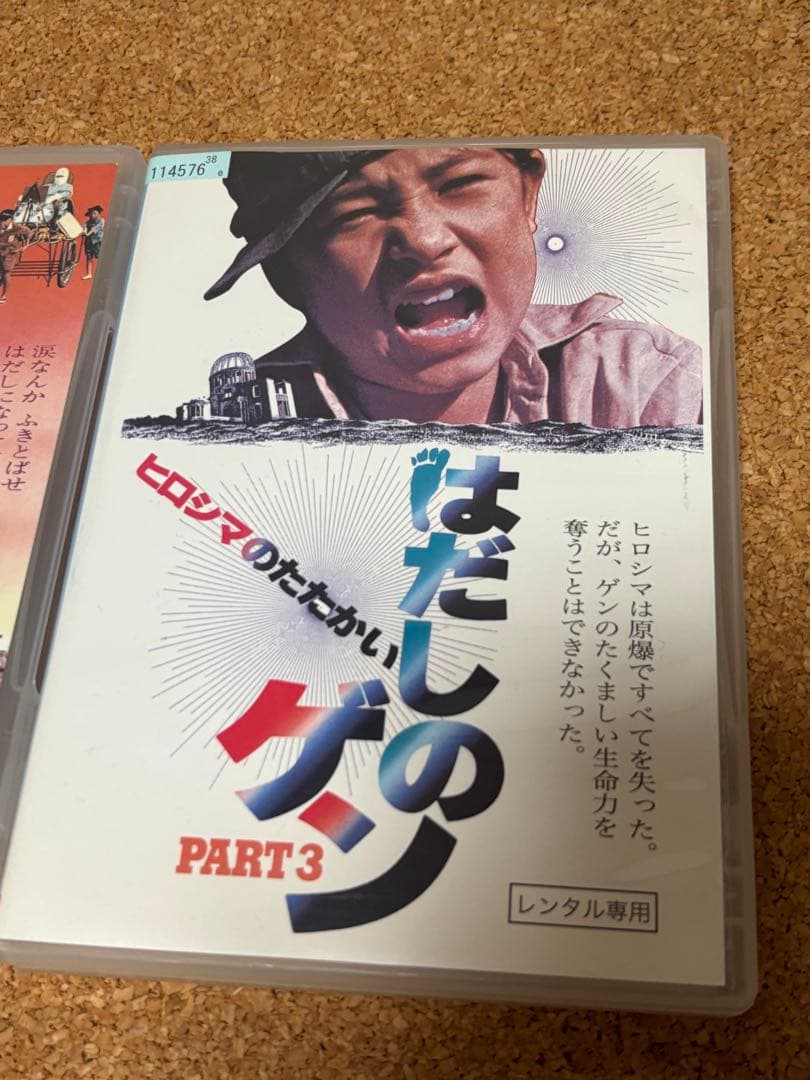 涙なんか ふきとばせ
はだしになっ
114576
38
6
ヒロシマのたたかい
はだしの
ゲン
PART3
ヒロシマは原爆ですべてを失った。
だが、ゲンのたくましい生命力を
奪うことはできなかった。
レンタル専用